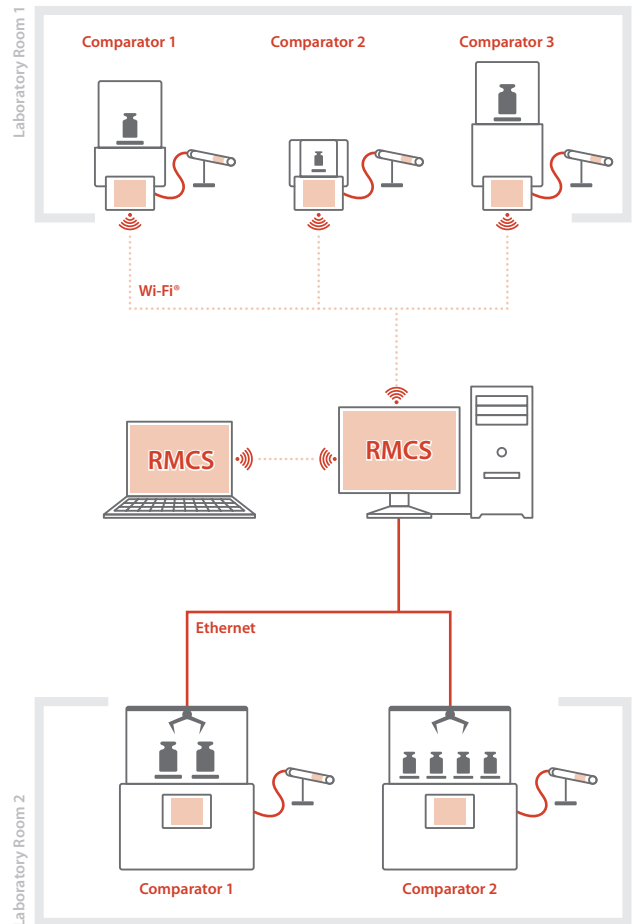 Laboratory Room 1
Comparator 1
Comparator 2
Comparator 3
Wi-Fi®
RMCS
RMCS
Ethernet
Laboratory Room 2
Comparator 1
Comparator 2